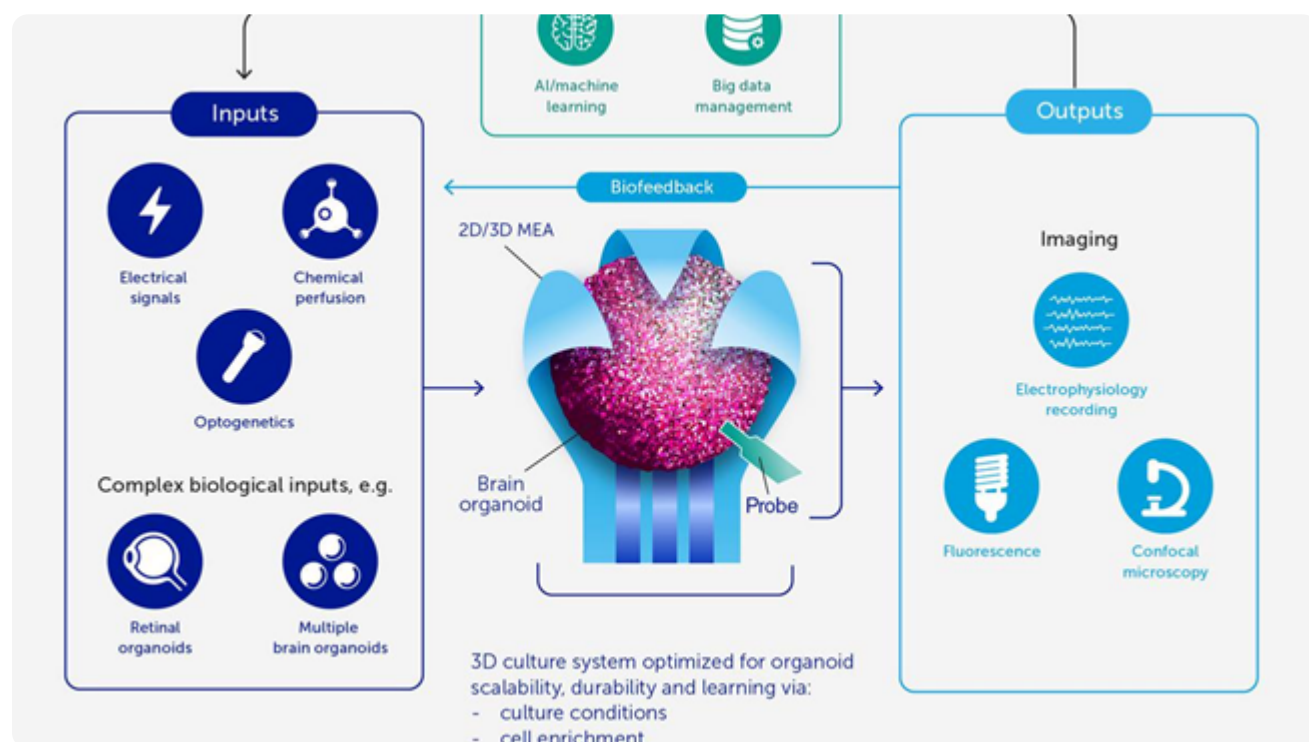 AI/machine
learning
Big data
management
Inputs
Outputs
Biofeedback
Electrical
signals
Chemical
perfusion
Optogenetics
Complex biological inputs, e.g.
Retinal
organoids
Multiple
brain organoids
2D/3D MEA
Brain
organoid
Probe
Imaging
Electrophysiology
recording
Fluorescence
Confocal
microscopy
3D culture system optimized for organoid
scalability, durability and learning via:
- culture conditions
- cell enrichment